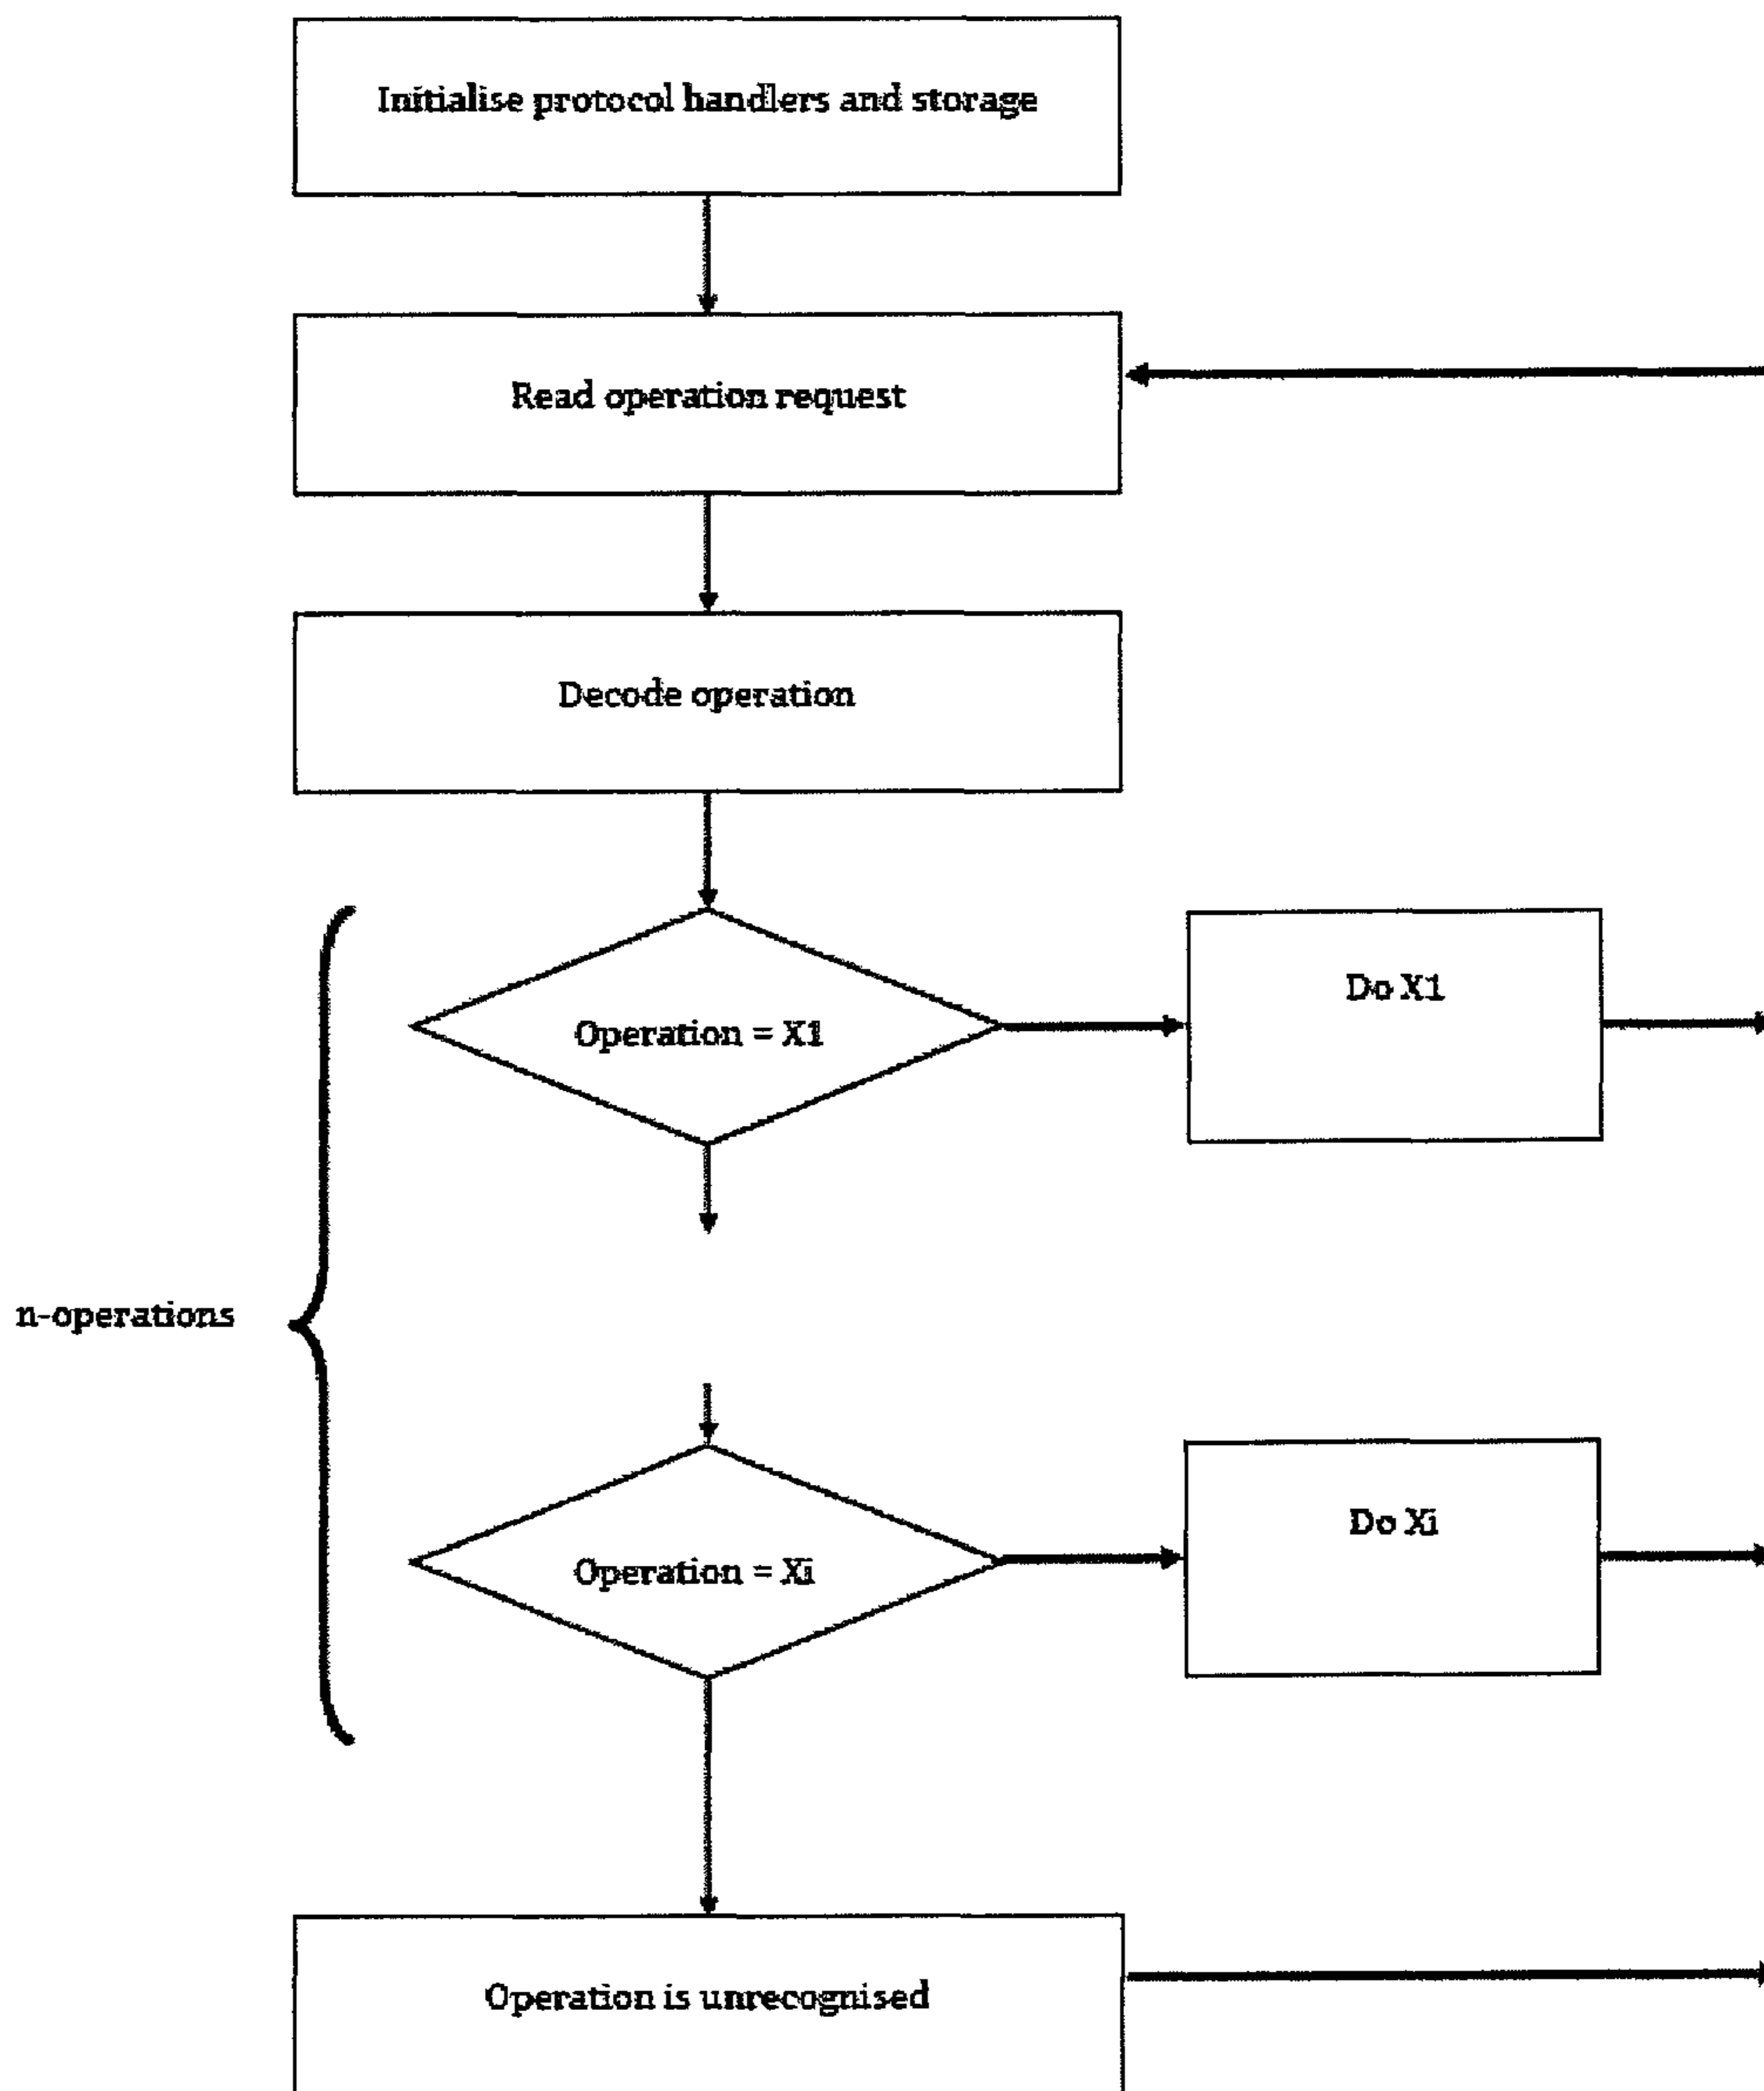 Initialise protocol handlers and storage
Read operation request
Decode operation
Operation = X1
Do X1
n-operations
Operation = Xi
Do Xi
Operation is unrecognised